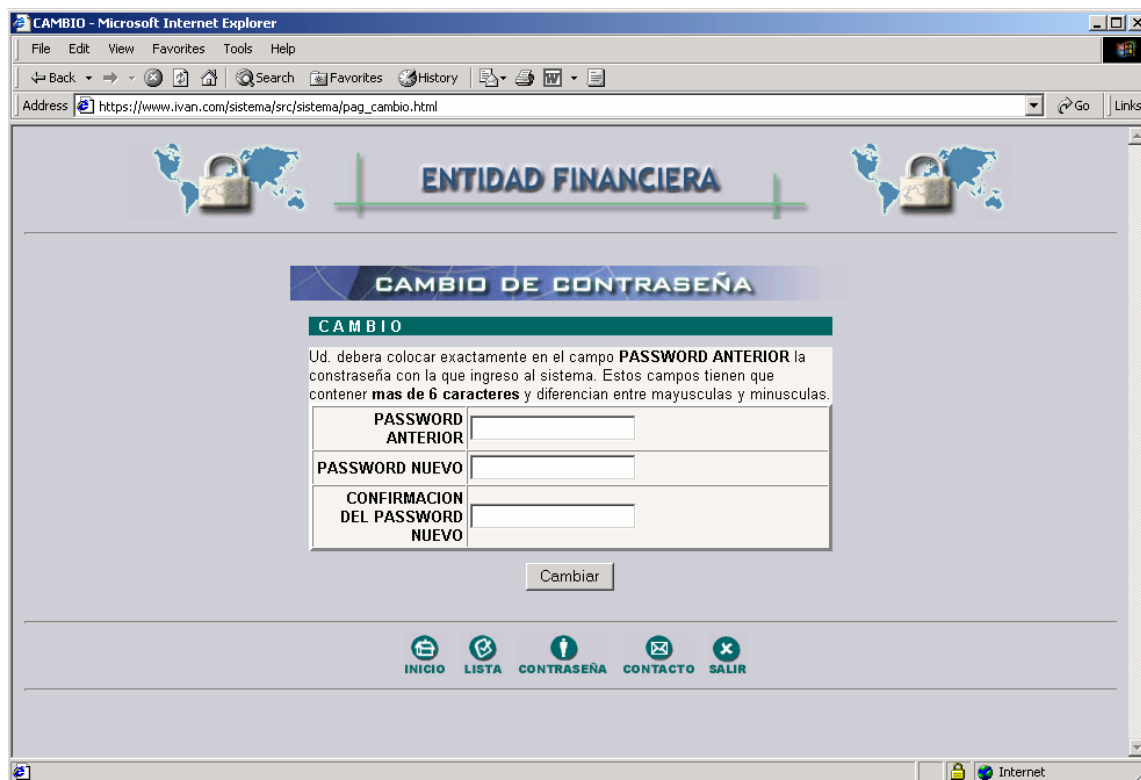 CAMBIO - Microsoft Internet Explorer
File Edit View Favorites Tools Help
Back Search Favorites History
Address https://www.ivan.com/sistema/src/sistema/pag_cambio.html Go Links
ENTIDAD FINANCIERA
CAMBIO DE CONTRASEÑA
CAMBIO
Ud. debera colocar exactamente en el campo PASSWORD ANTERIOR la
constraseña con la que ingreso al sistema. Estos campos tienen que
contener mas de 6 caracteres y diferencian entre mayusculas y minusculas.
PASSWORD
ANTERIOR
PASSWORD NUEVO
CONFIRMACION
DEL PASSWORD
NUEVO
Cambiar
INICIO LISTA CONTRASEÑA CONTACTO SALIR
Internet